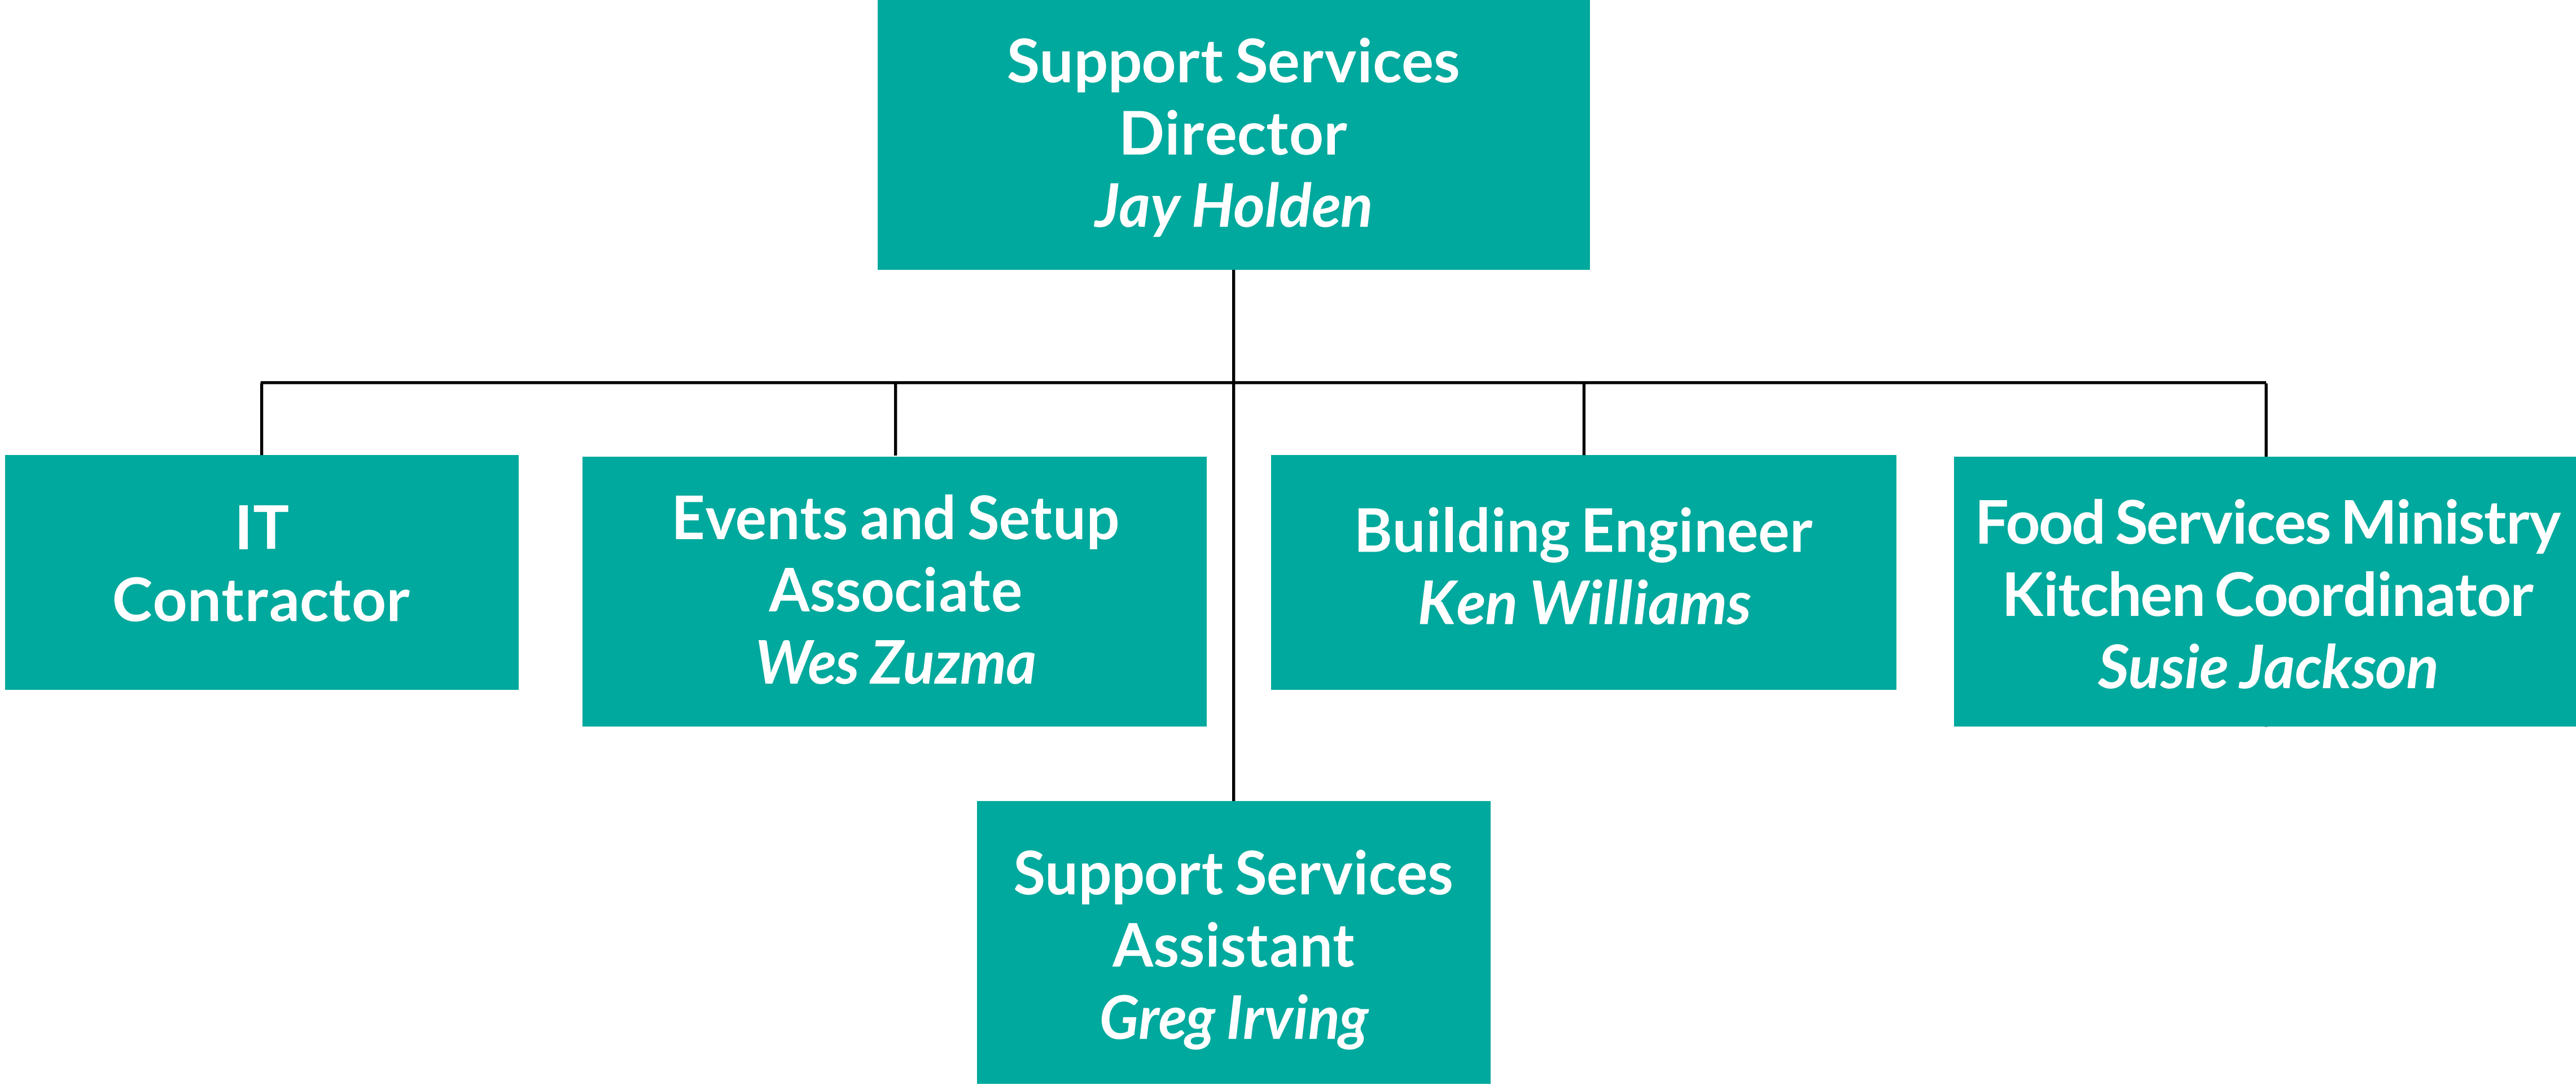 Support Services
Director
Jay Holden
IT
Contractor
Events and Setup
Associate
Wes Zuzma
Building Engineer
Ken Williams
Food Services Ministry
Kitchen Coordinator
Susie Jackson
Support Services
Assistant
Greg Irving